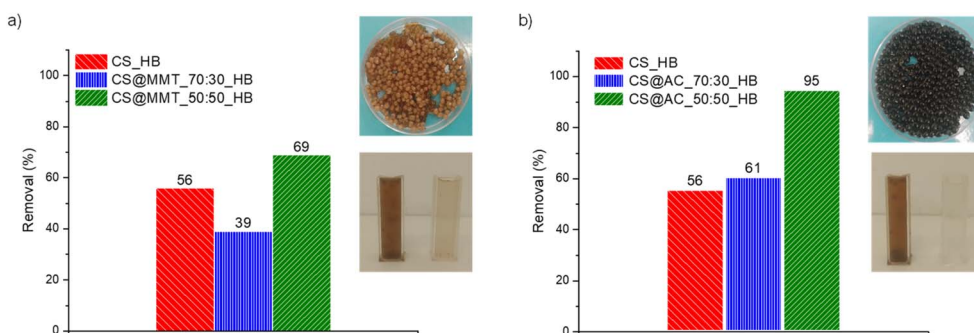 a)
CS_HB
CS@MMT_70:30_HB
CS@MMT_50:50_HB
Removal (%)
100
80
60
40
20
0
56
39
69
b)
CS_HB
CS@AC_70:30_HB
CS@AC_50:50_HB
Removal (%)
100
80
60
40
20
0
56
61
95